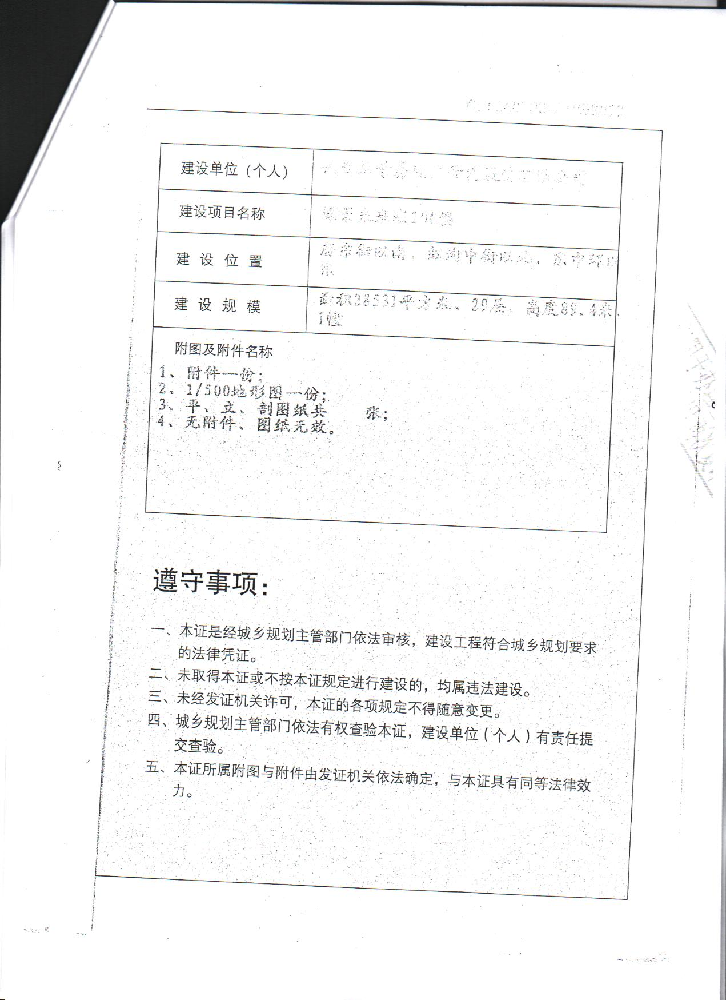 建设单位（个人）
建设项目名称
建设位置
街以南、 中街以北、东中环以
东
建设规模
面积28531平方米、29层、高度89.4米、
1幢
附图及附件名称
1、附件一份；
2、1/500地形图一份；
3、平、立、剖图纸共 张；
4、无附件、图纸无效。
遵守事项：
一、本证是经城乡规划主管部门依法审核，建设工程符合城乡规划要求
的法律凭证。
二、未取得本证或不按本证规定进行建设的，均属违法建设。
三、未经发证机关许可，本证的各项规定不得随意变更。
四、城乡规划主管部门依法有权查验本证，建设单位（个人）有责任提
交查验。
五、本证所属附图与附件由发证机关依法确定，与本证具有同等法律效
力。